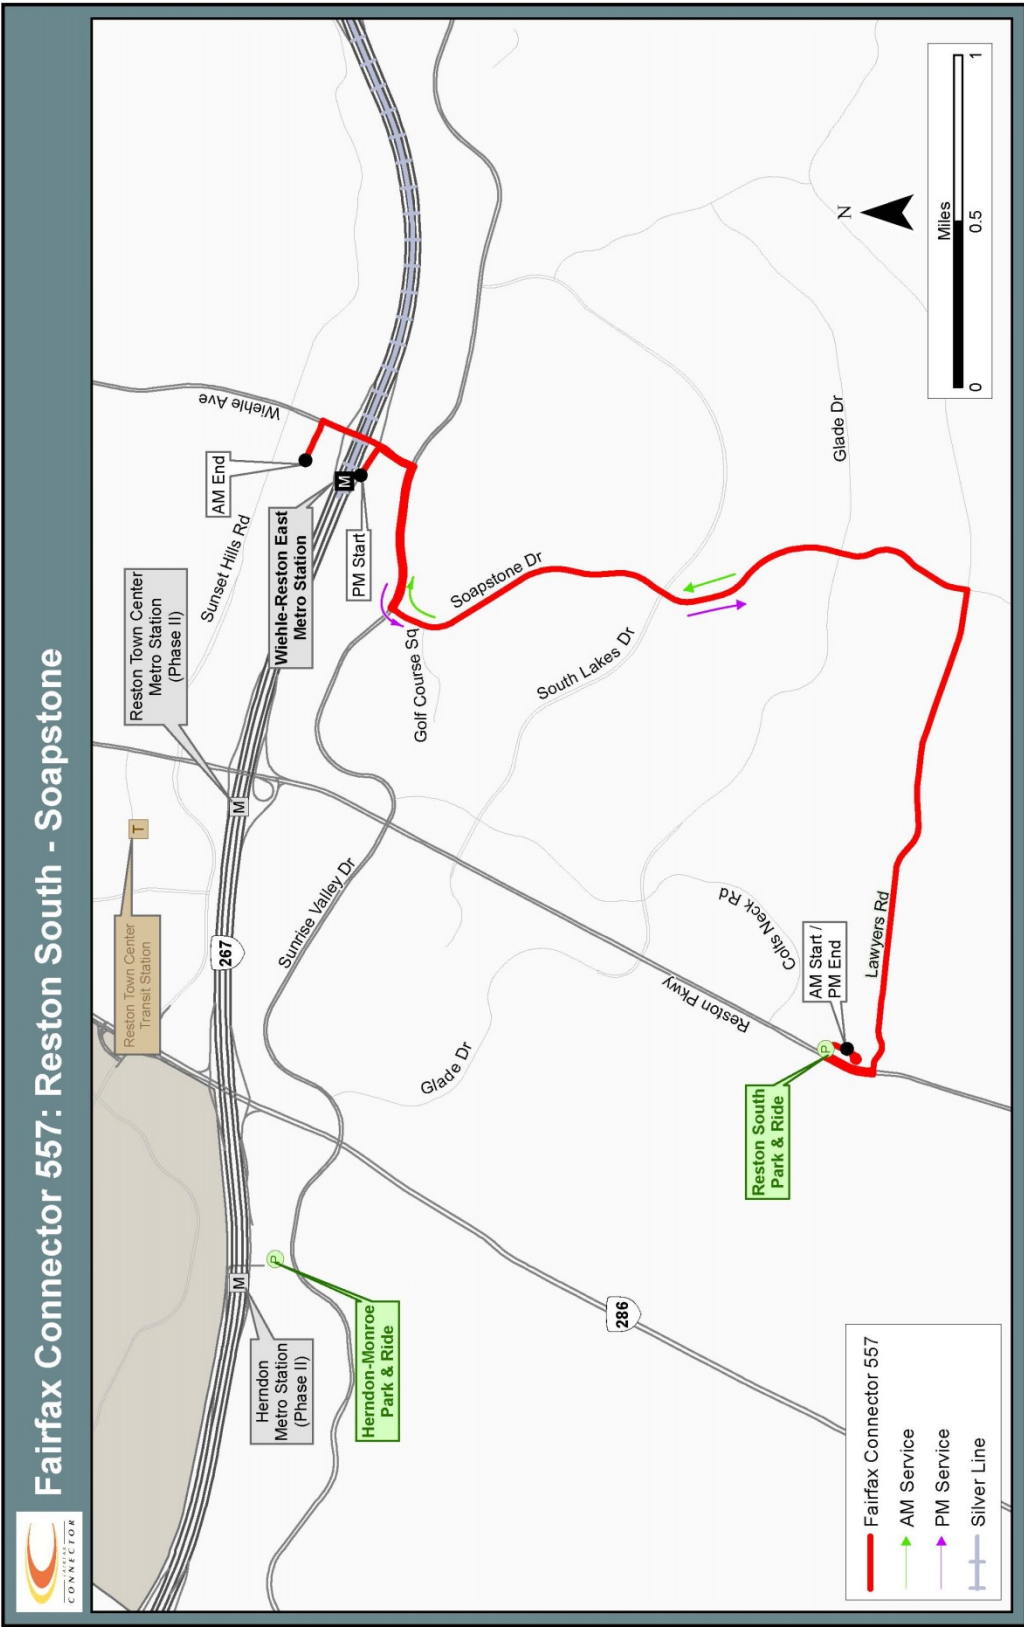 Fairfax Connector 557: Reston South - Soapstone
FAIRFAX
CONNECTOR
Reston Town Center
Transit Station
T
Reston Town Center
Metro Station
(Phase II)
M
Sunset Hills Rd
AM End
Wiehle Ave
Wiehle-Reston East
Metro Station
M
PM Start
267
Herndon
Metro Station
(Phase II)
M
P
Herndon-Monroe
Park & Ride
Sunrise Valley Dr
Golf Course Sq
Soapstone Dr
South Lakes Dr
Glade Dr
Glade Dr
Reston Pkwy
Colts Neck Rd
286
Reston South
Park & Ride
P
AM Start /
PM End
Lawyers Rd
N
Miles
0
0.5
1
Fairfax Connector 557
AM Service
PM Service
Silver Line